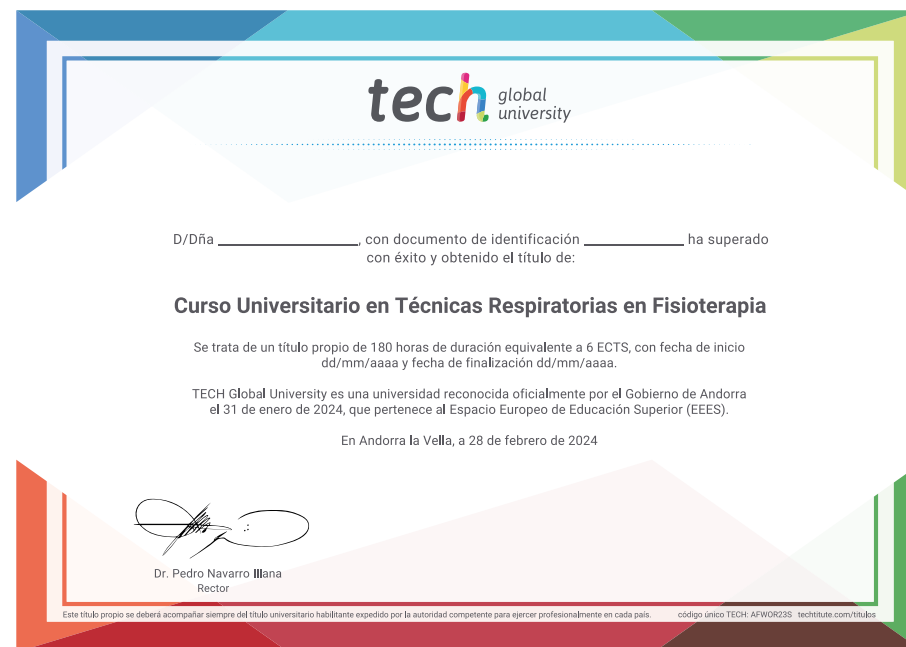 tech global university
D/Dña ____________________, con documento de identificación ______________ ha superado
con éxito y obtenido el título de:
Curso Universitario en Técnicas Respiratorias en Fisioterapia
Se trata de un título propio de 180 horas de duración equivalente a 6 ECTS, con fecha de inicio
dd/mm/aaaa y fecha de finalización dd/mm/aaaa.
TECH Global University es una universidad reconocida oficialmente por el Gobierno de Andorra
el 31 de enero de 2024, que pertenece al Espacio Europeo de Educación Superior (EEES).
En Andorra la Vella, a 28 de febrero de 2024
Dr. Pedro Navarro Illana
Rector
Este título propio se deberá acompañar siempre del título universitario habilitante expedido por la autoridad competente para ejercer profesionalmente en cada país. código único TECH: AFWOR23S techtitute.com/titulos